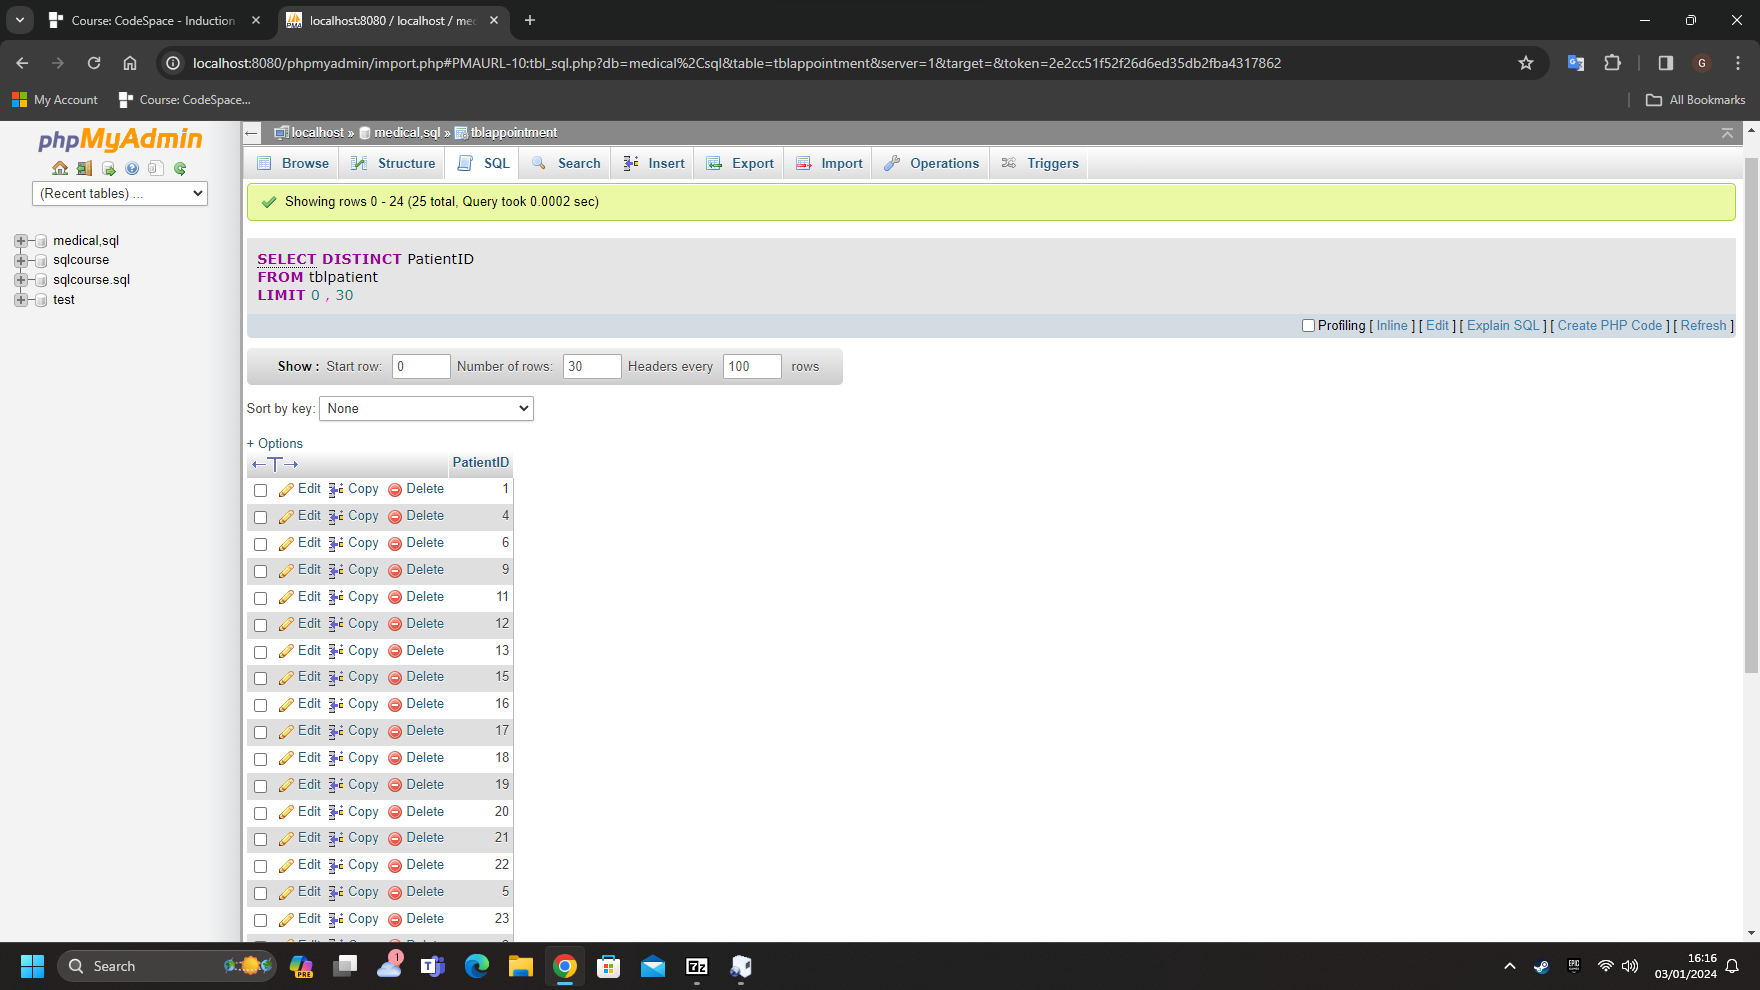 Course: CodeSpace - Induction
localhost:8080 / localhost / med
localhost:8080/phpmyadmin/import.php#PMAURL-10:tbl_sql.php?db=medical%2Csql&table=tblappointment&server=1&target=&token=2e2cc51f52f26d6ed35db2fba4317862
G
My Account
Course: CodeSpace...
All Bookmarks
phpMyAdmin
(Recent tables) ...
medical,sql
sqlcourse
sqlcourse.sql
test
localhost » medical,sql » tblappointment
Browse Structure SQL Search Insert Export Import Operations Triggers
Showing rows 0 - 24 (25 total, Query took 0.0002 sec)
SELECT DISTINCT PatientID
FROM tblpatient
LIMIT 0 , 30
Profiling [ Inline ] [ Edit ] [ Explain SQL ] [ Create PHP Code ] [ Refresh ]
Show : Start row: 0 Number of rows: 30 Headers every 100 rows
Sort by key: None
+ Options
←T→ PatientID
Edit Copy Delete 1
Edit Copy Delete 4
Edit Copy Delete 6
Edit Copy Delete 9
Edit Copy Delete 11
Edit Copy Delete 12
Edit Copy Delete 13
Edit Copy Delete 15
Edit Copy Delete 16
Edit Copy Delete 17
Edit Copy Delete 18
Edit Copy Delete 19
Edit Copy Delete 20
Edit Copy Delete 21
Edit Copy Delete 22
Edit Copy Delete 5
Edit Copy Delete 23
Search
PRE
1
7z
EPIC
16:16
03/01/2024